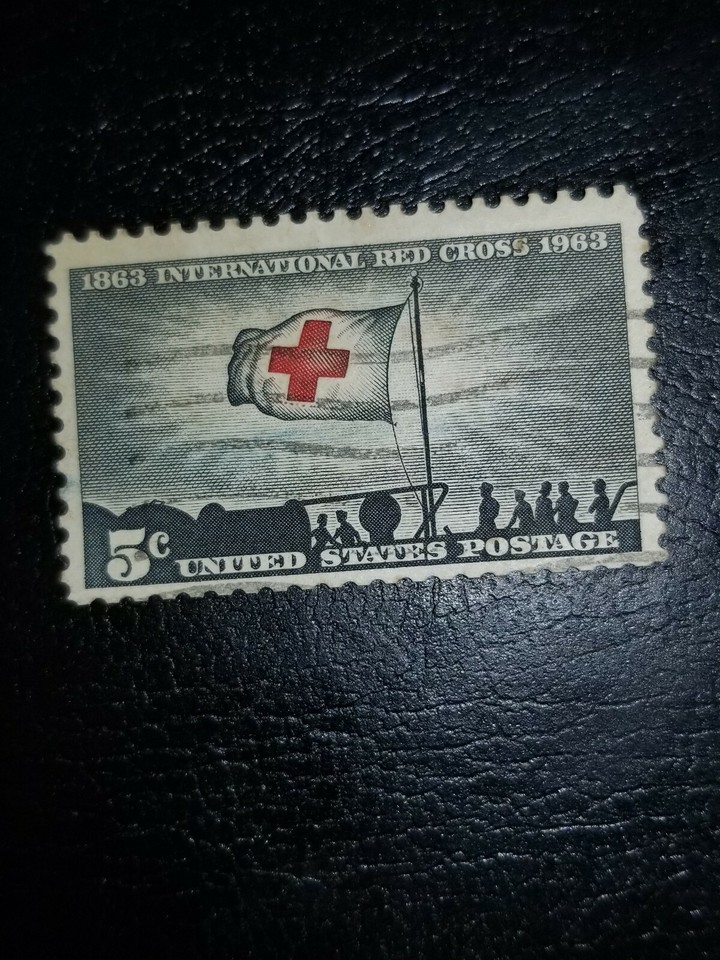 1863 INTERNATIONAL RED CROSS 1963
5c
UNITED STATES POSTAGE